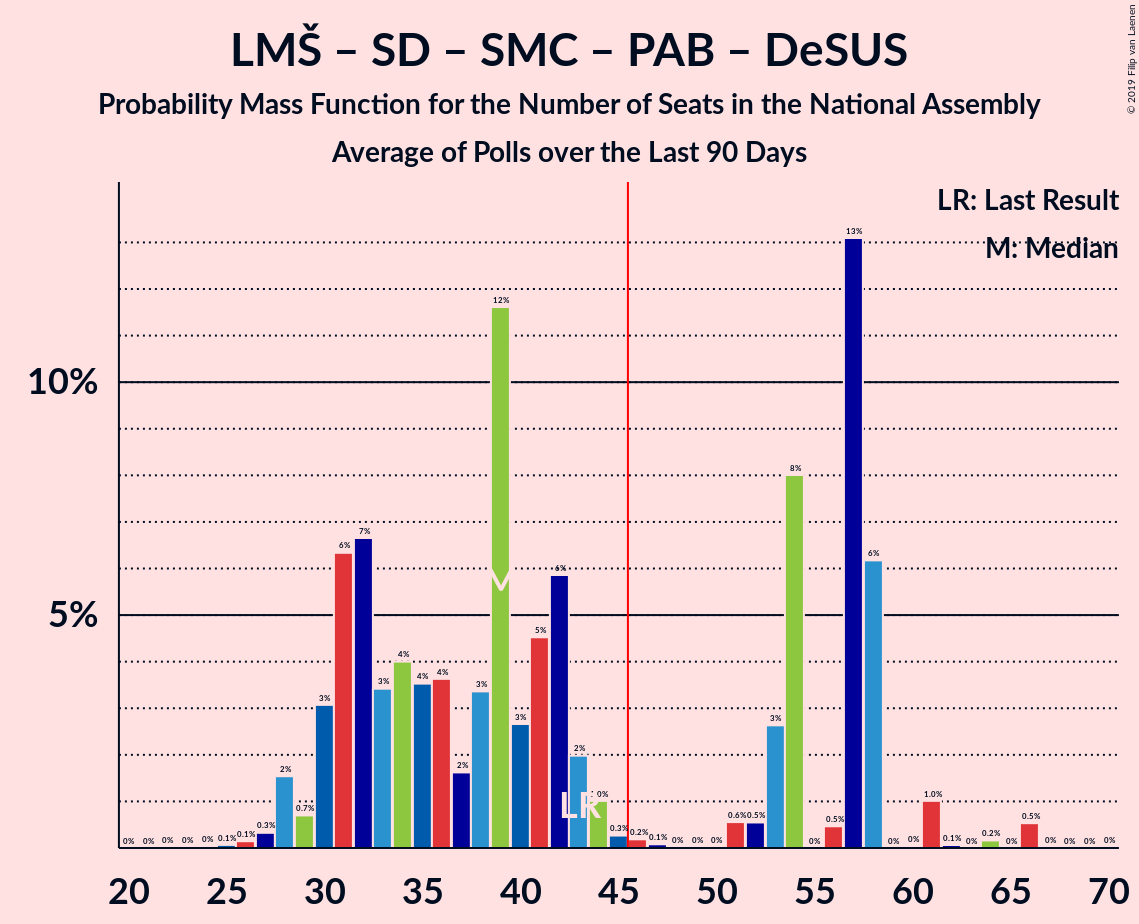 LMŠ – SD – SMC – PAB – DeSUS
Probability Mass Function for the Number of Seats in the National Assembly
Average of Polls over the Last 90 Days
© 2019 Filip van Laenen
LR: Last Result
M: Median
10%
5%
0% 0% 0% 0% 0% 0.1% 0.1% 0.3% 2% 0.7% 3% 6% 7% 3% 4% 4% 4% 2% 3% 12% 3% 5% 6% 2% 1.0% 0.3% 0.2% 0.1% 0% 0% 0% 0.6% 0.5% 3% 8% 0% 0.5% 13% 6% 0% 0% 1.0% 0.1% 0% 0.2% 0% 0.5% 0% 0% 0% 0%
M
LR
20 25 30 35 40 45 50 55 60 65 70